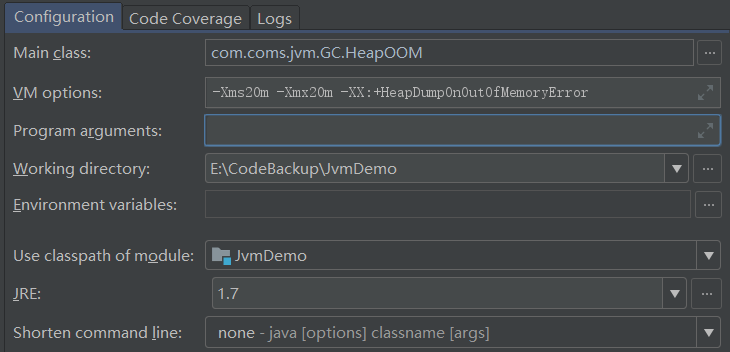 Configuration Code Coverage Logs
Main class: com.coms.jvm.GC.HeapOOM ...
VM options: -Xms20m -Xmx20m -XX:+HeapDumpOnOutOfMemoryError
Program arguments:
Working directory: E:\CodeBackup\JvmDemo ...
Environment variables: ...
Use classpath of module: JvmDemo
JRE: 1.7 ...
Shorten command line: none - java [options] classname [args]